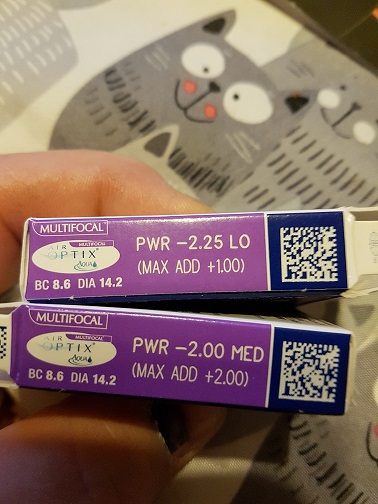 MULTIFOCAL
AIR MULTIFOCAL
OPTIX
AQUA
BC 8.6 DIA 14.2
PWR -2.25 LO
(MAX ADD +1.00)
MULTIFOCAL
AIR MULTIFOCAL
OPTIX
AQUA
BC 8.6 DIA 14.2
PWR -2.00 MED
(MAX ADD +2.00)